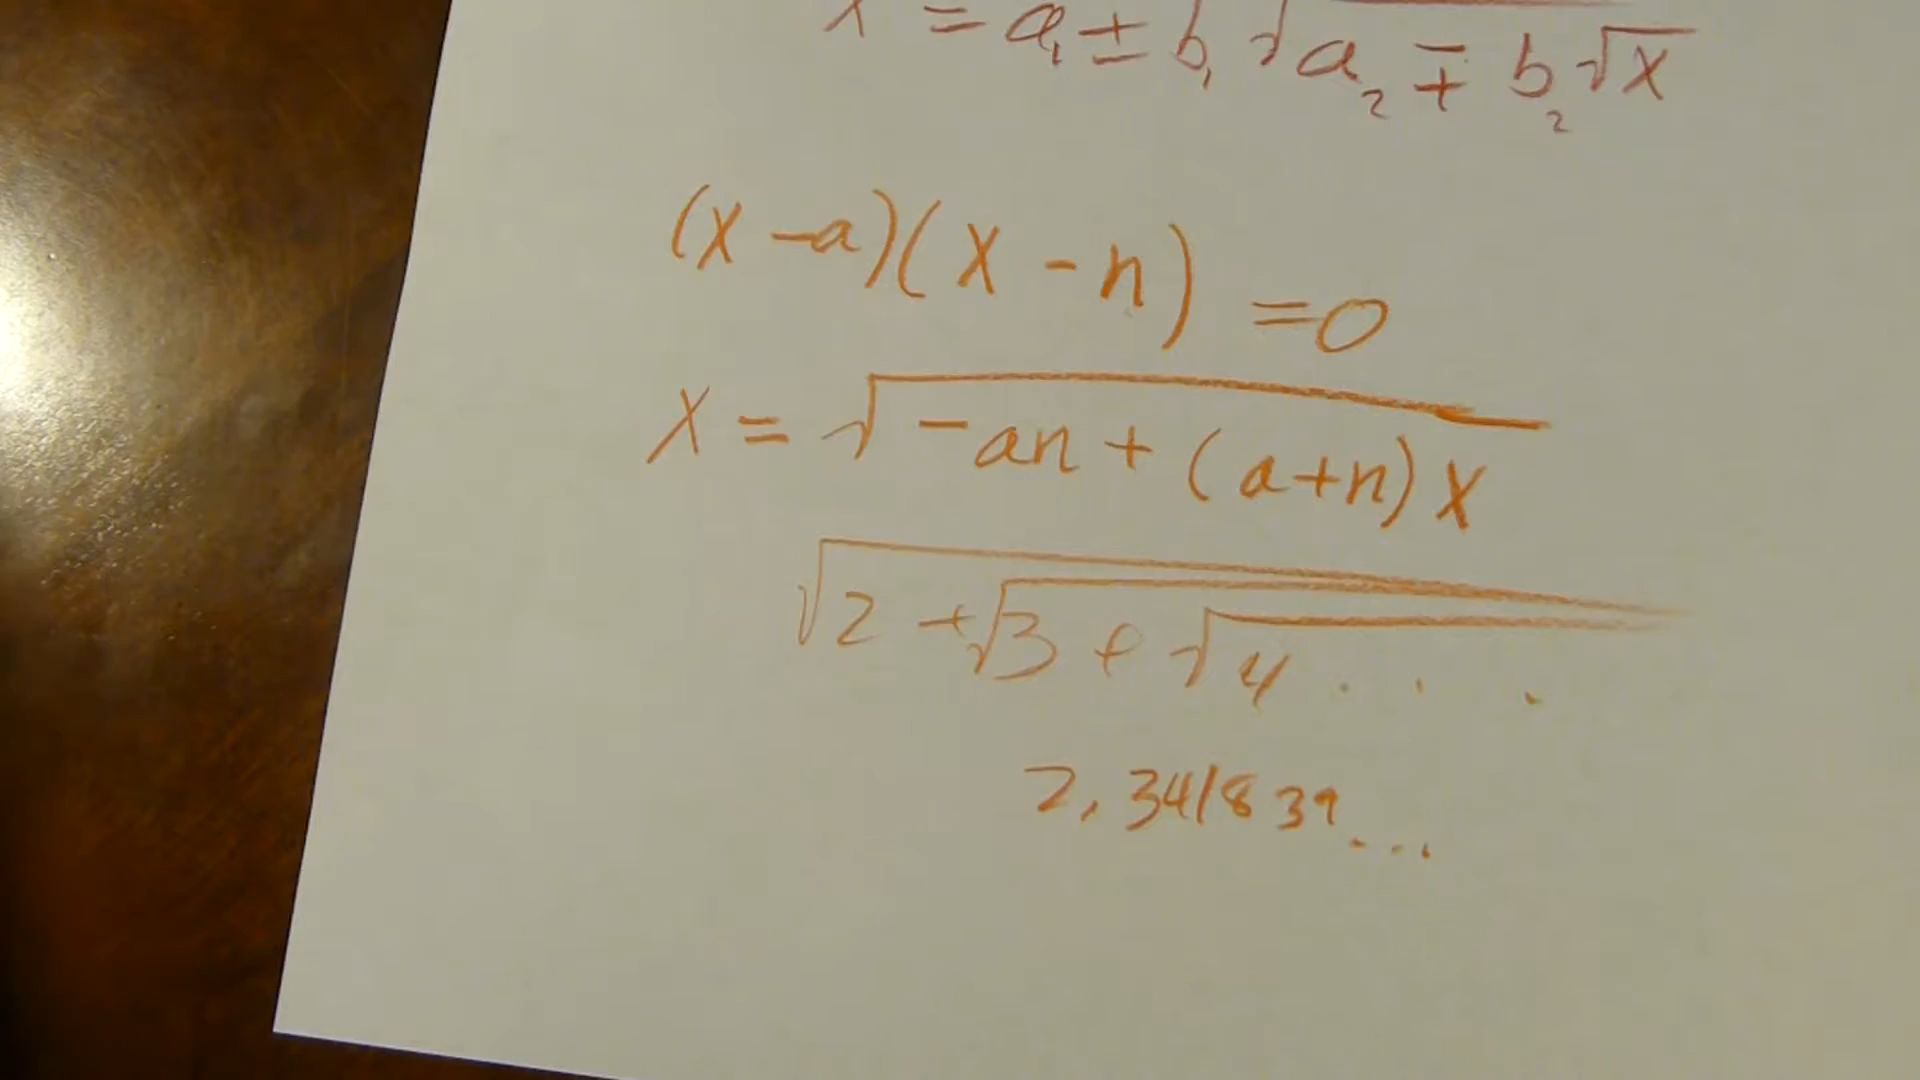 x = a₁ ± b₁ √(a₂ ∓ b₂√x)
(x - a)(x - n) = 0
x = √(-an + (a+n)x)
√(2 + √(3 + √(4 . . .
2.341839...